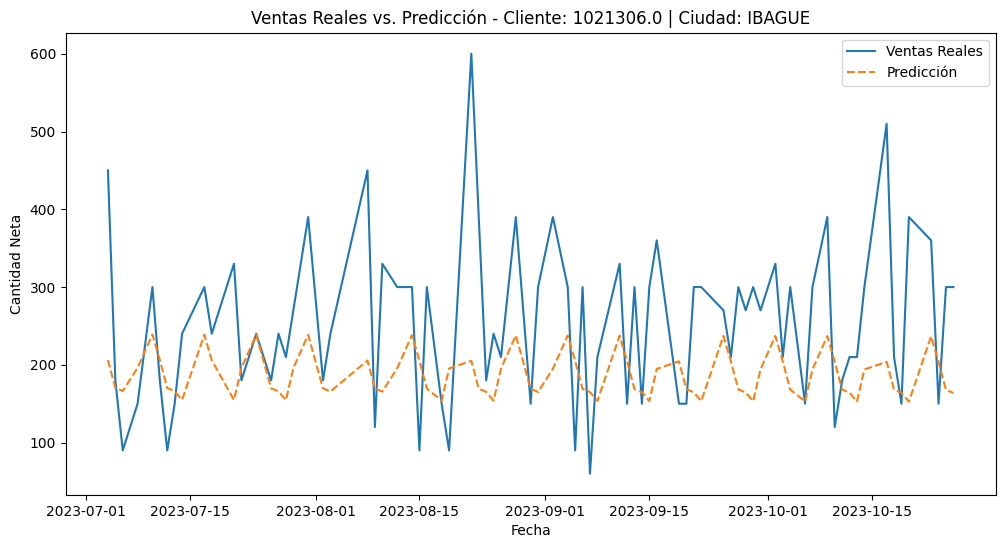 Ventas Reales vs. Predicción - Cliente: 1021306.0 | Ciudad: IBAGUE
Ventas Reales
Predicción
Cantidad Neta
600
500
400
300
200
100
2023-07-01 2023-07-15 2023-08-01 2023-08-15 2023-09-01 2023-09-15 2023-10-01 2023-10-15
Fecha